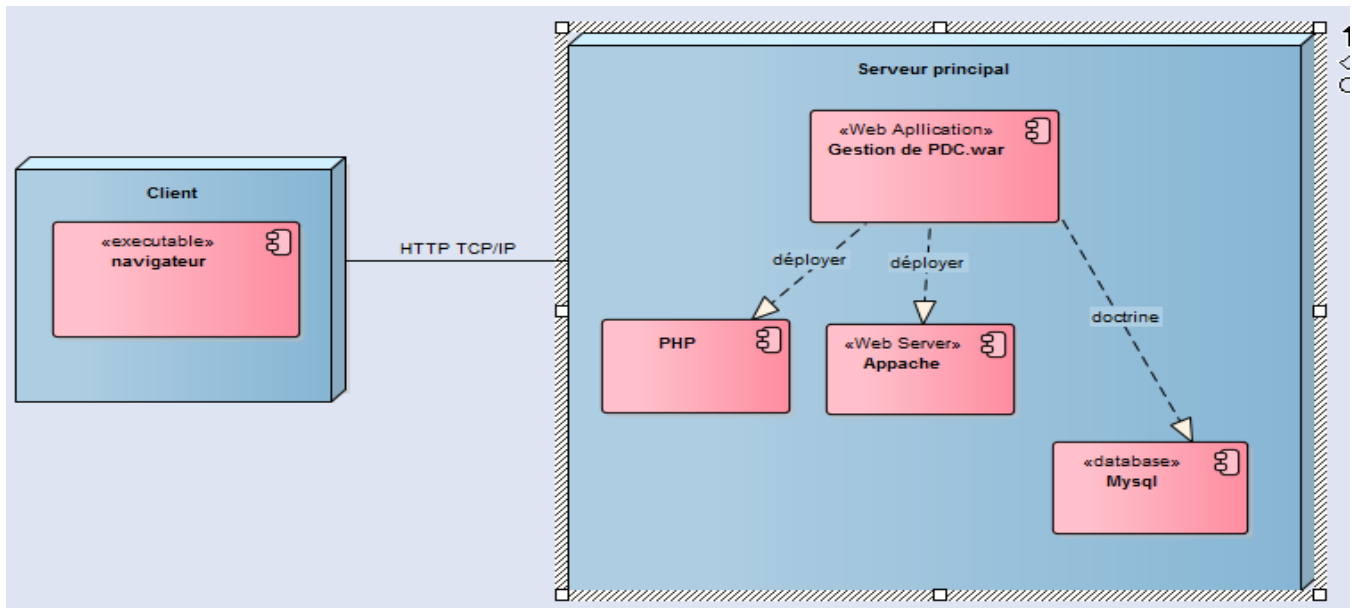 Serveur principal
«Web Apllication»
Gestion de PDC.war
Client
«executable»
navigateur
HTTP TCP/IP
déployer
déployer
doctrine
PHP
«Web Server»
Appache
«database»
Mysql